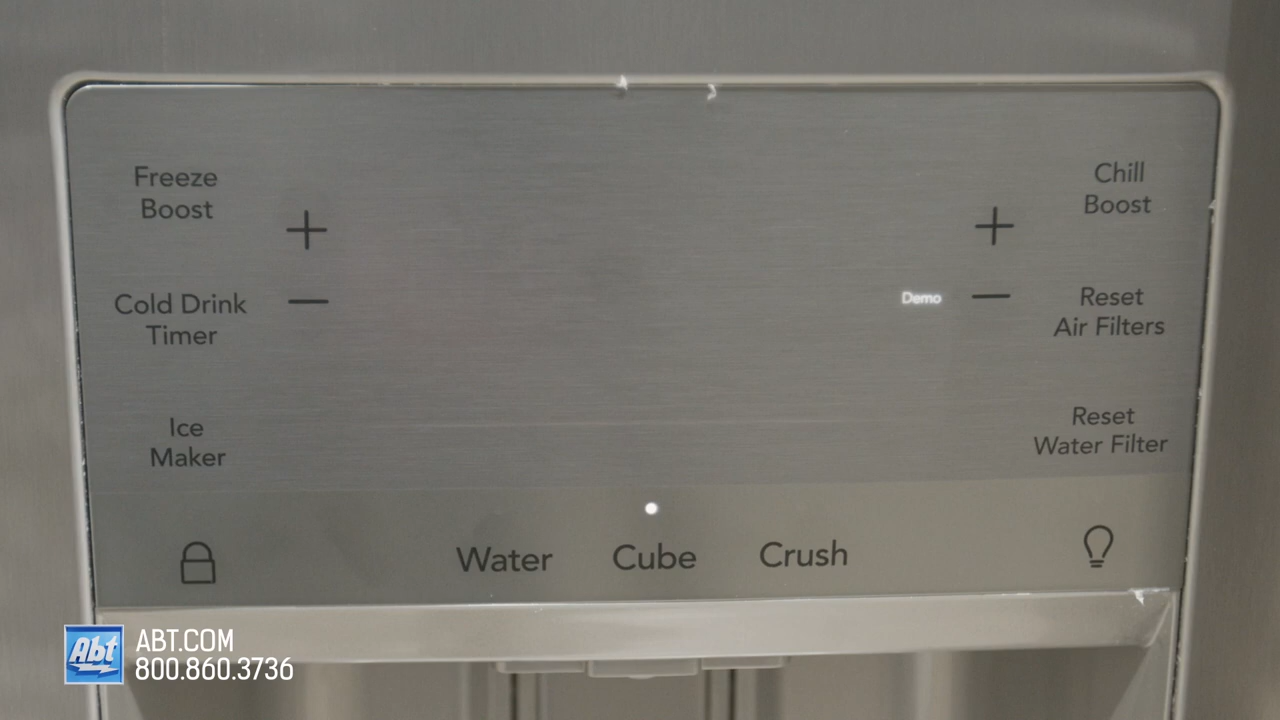 Freeze
Boost
Chill
Boost
Cold Drink
Timer
Demo
Reset
Air Filters
Ice
Maker
Reset
Water Filter
Water
Cube
Crush
Abt
ABT.COM
800.860.3736